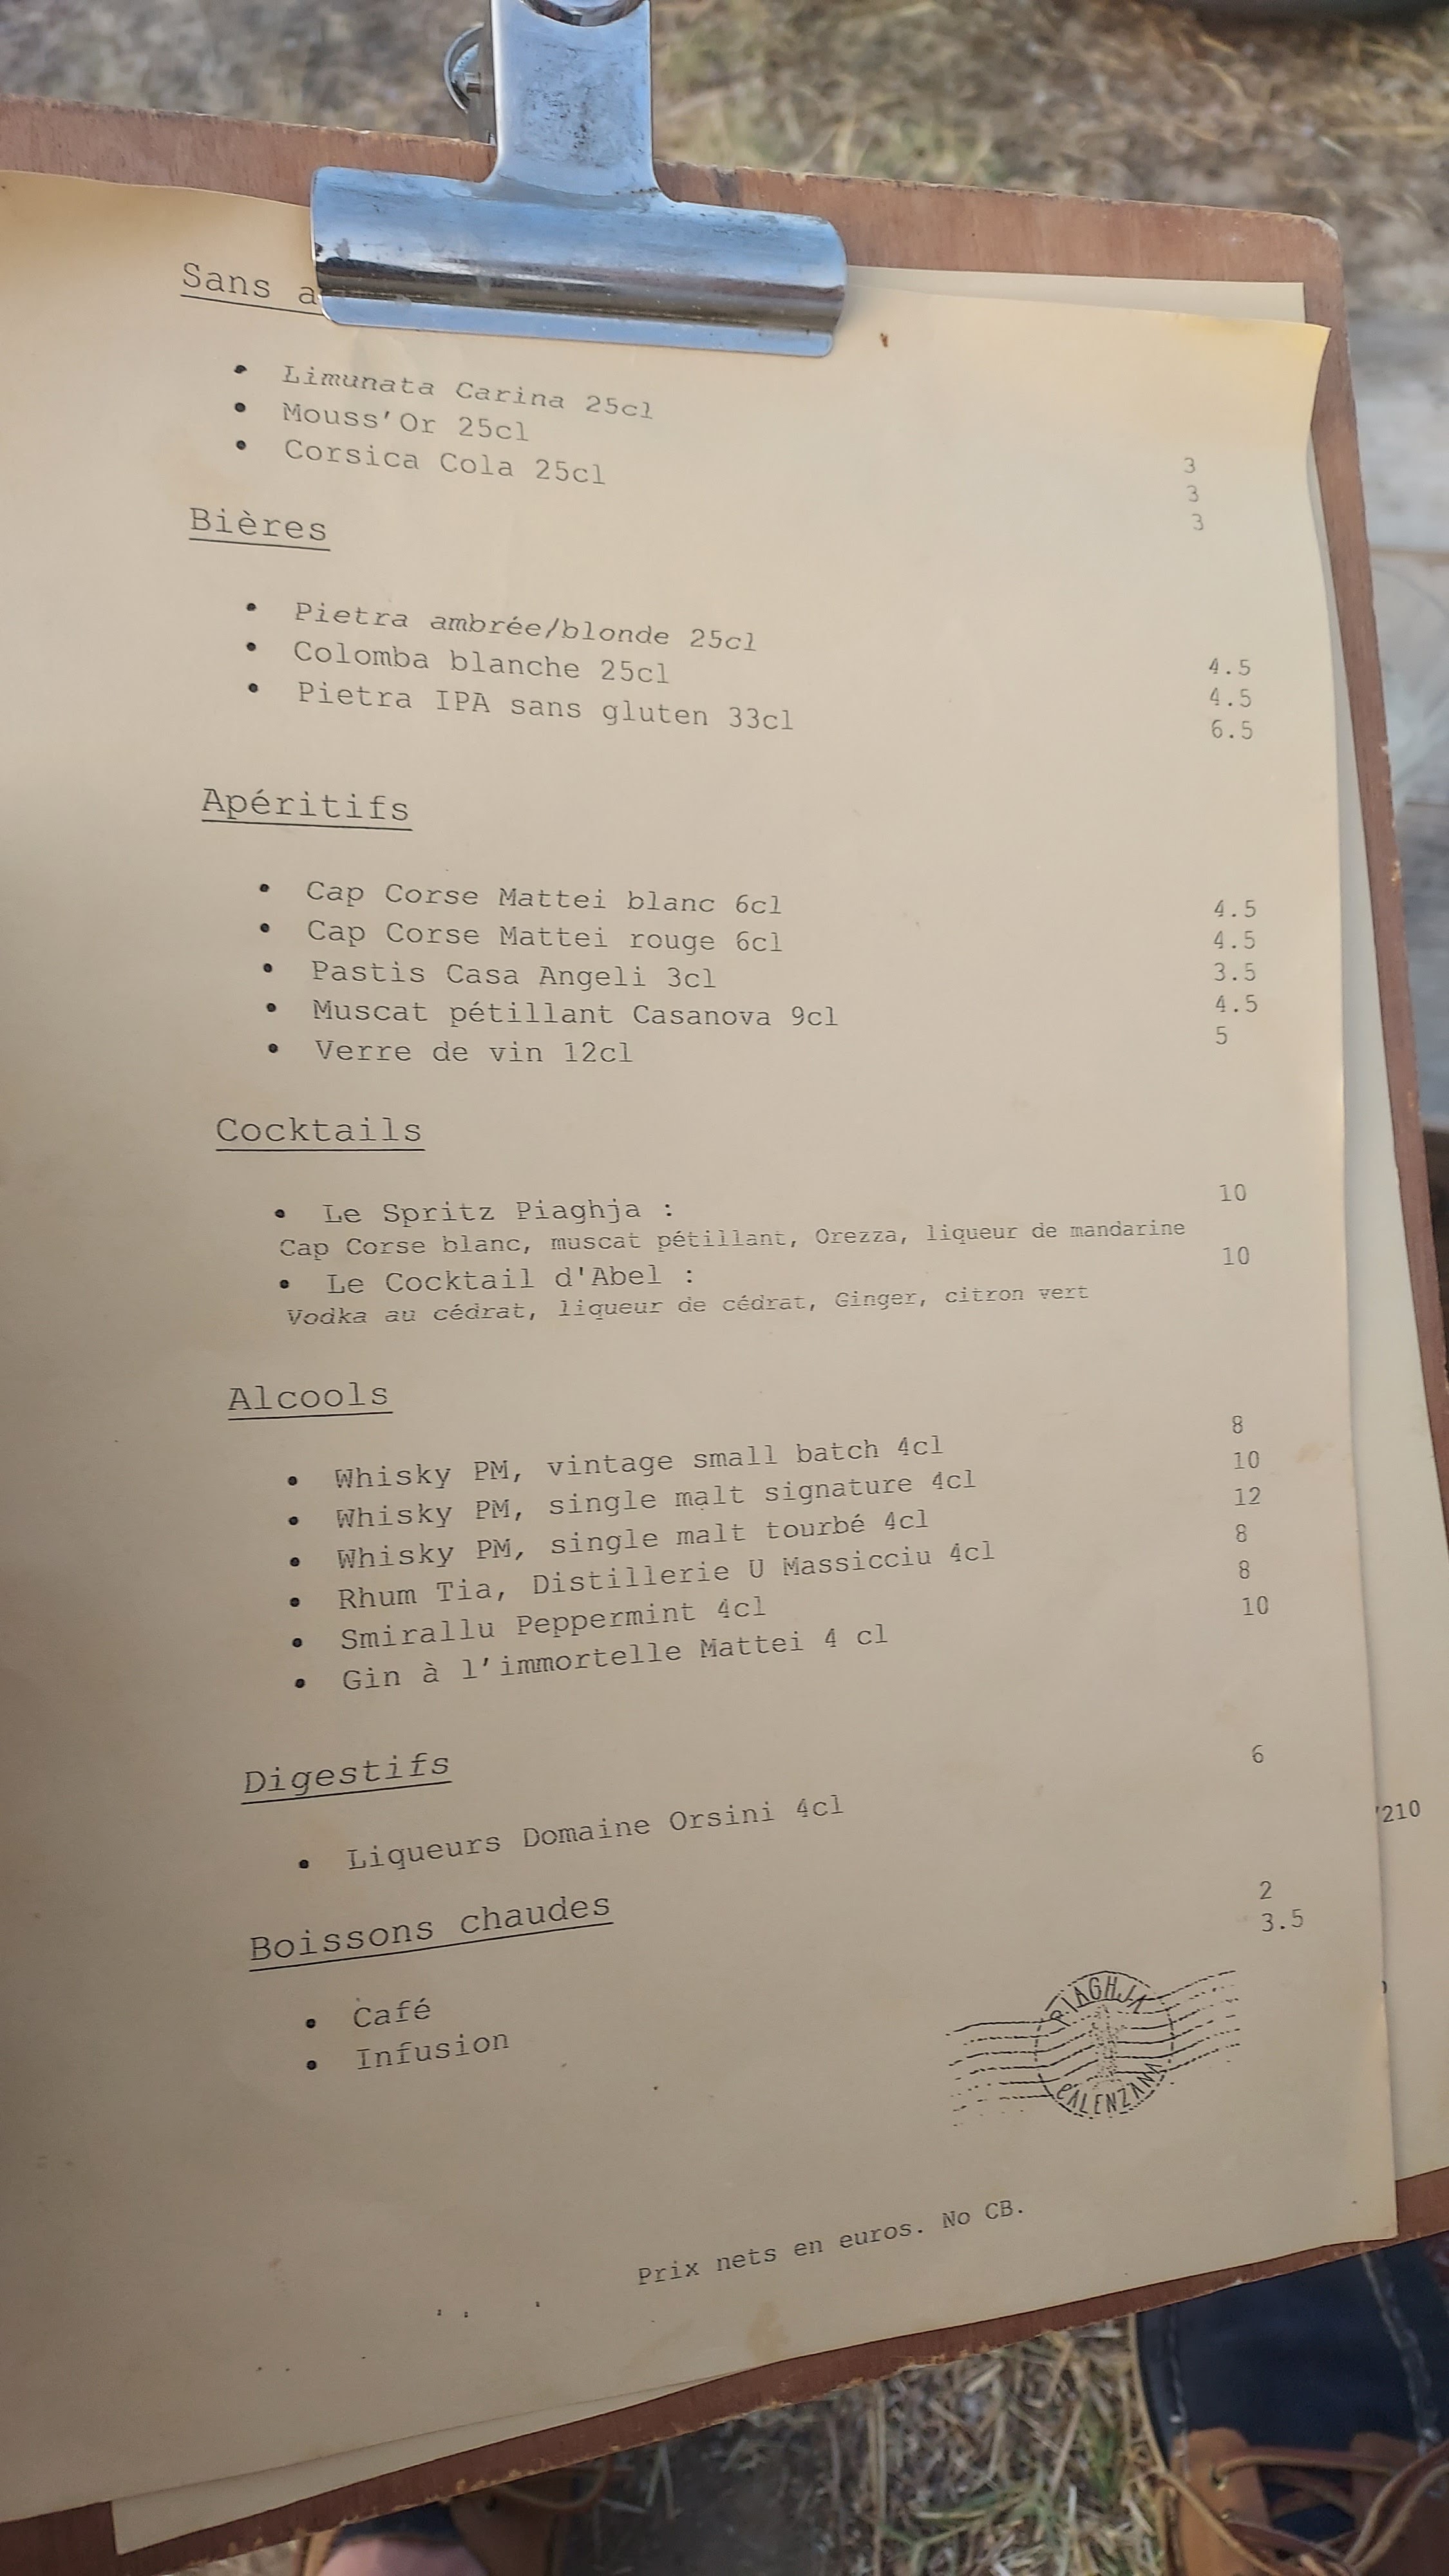 Sans a
• Limunata Carina 25cl 3
• Mouss'Or 25cl 3
• Corsica Cola 25cl 3
Bières
• Pietra ambrée/blonde 25cl 4.5
• Colomba blanche 25cl 4.5
• Pietra IPA sans gluten 33cl 6.5
Apéritifs
• Cap Corse Mattei blanc 6cl 4.5
• Cap Corse Mattei rouge 6cl 4.5
• Pastis Casa Angeli 3cl 3.5
• Muscat pétillant Casanova 9cl 4.5
• Verre de vin 12cl 5
Cocktails
• Le Spritz Piaghja : 10
Cap Corse blanc, muscat pétillant, Orezza, liqueur de mandarine
• Le Cocktail d'Abel : 10
Vodka au cédrat, liqueur de cédrat, Ginger, citron vert
Alcools
• Whisky PM, vintage small batch 4cl 8
• Whisky PM, single malt signature 4cl 10
• Whisky PM, single malt tourbé 4cl 12
• Rhum Tia, Distillerie U Massicciu 4cl 8
• Smirallu Peppermint 4cl 8
• Gin à l'immortelle Mattei 4 cl 10
Digestifs
• Liqueurs Domaine Orsini 4cl 6
/210
Boissons chaudes
• Café 2
• Infusion 3.5
PIAGHJA
CALENZANA
Prix nets en euros. No CB.